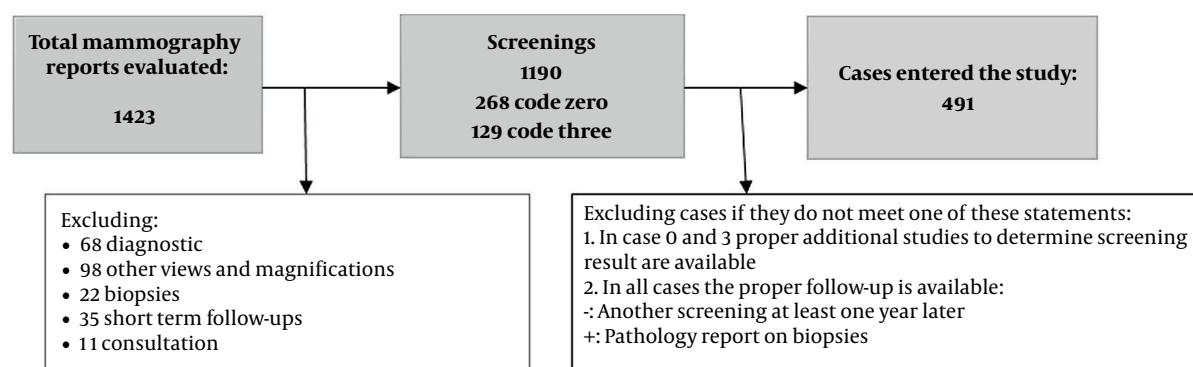 Total mammography
reports evaluated:
1423
Screenings
1190
268 code zero
129 code three
Cases entered the study:
491
Excluding:
• 68 diagnostic
• 98 other views and magnifications
• 22 biopsies
• 35 short term follow-ups
• 11 consultation
Excluding cases if they do not meet one of these statements:
1. In case 0 and 3 proper additional studies to determine screening
result are available
2. In all cases the proper follow-up is available:
-: Another screening at least one year later
+: Pathology report on biopsies